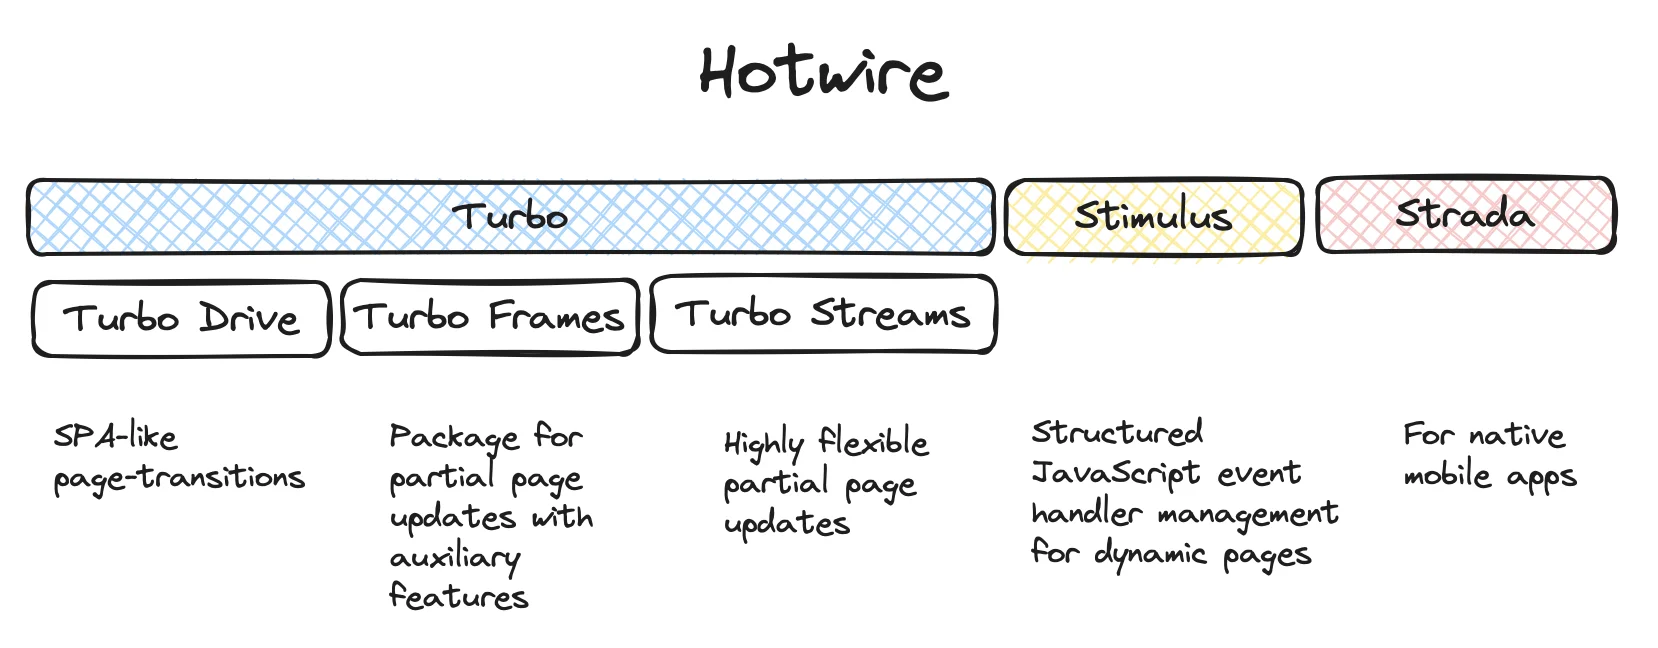 Hotwire
Turbo
Stimulus
Strada
Turbo Drive
Turbo Frames
Turbo Streams
SPA-like
page-transitions
Package for
partial page
updates with
auxiliary
features
Highly flexible
partial page
updates
Structured
JavaScript event
handler management
for dynamic pages
For native
mobile apps